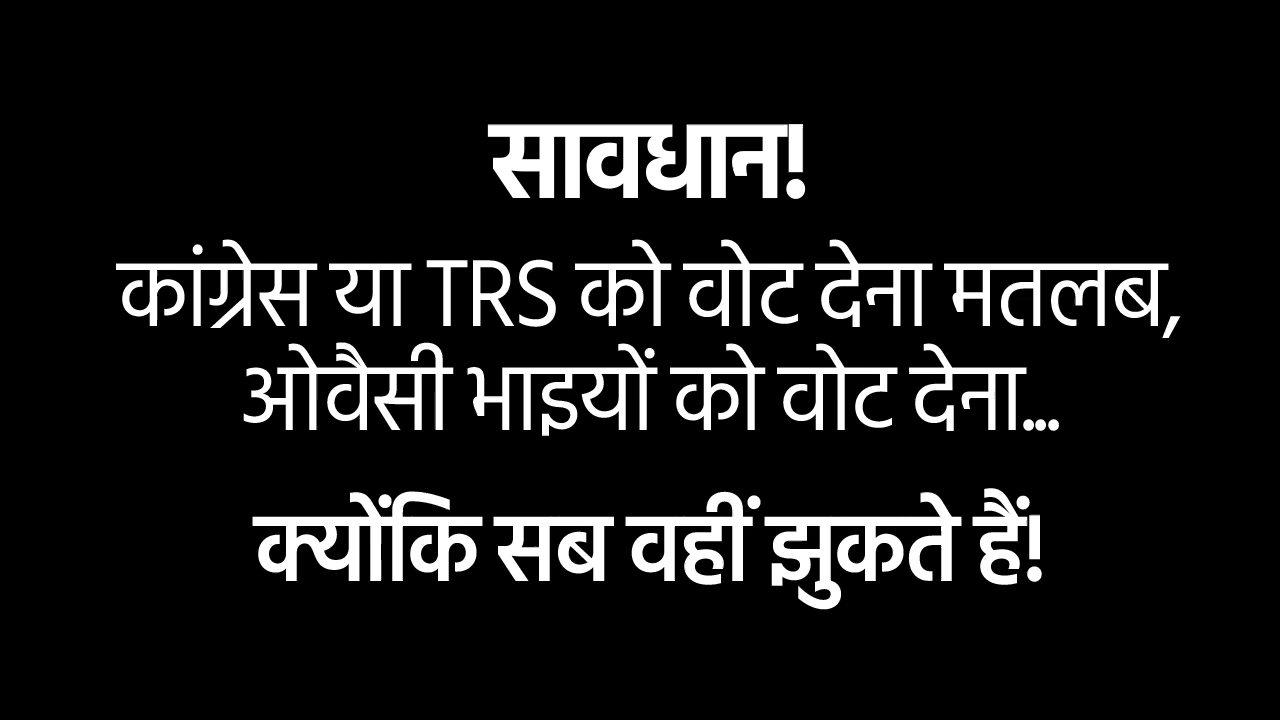 सावधान!
कांग्रेस या TRS को वोट देना मतलब,
ओवैसी भाइयों को वोट देना...
क्योंकि सब वहीं झुकते हैं!